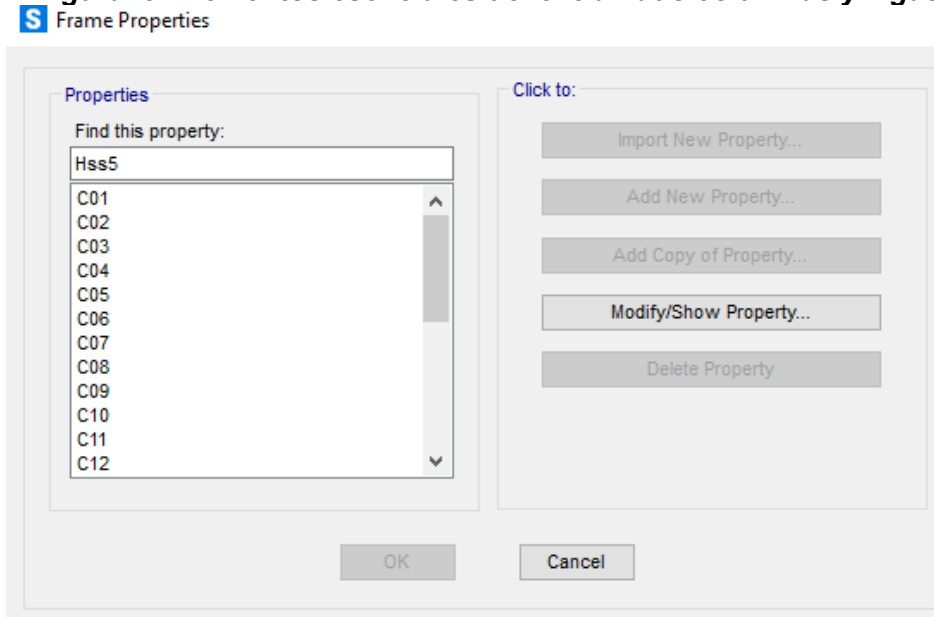 S Frame Properties
Properties
Find this property:
Hss5
C01
C02
C03
C04
C05
C06
C07
C08
C09
C10
C11
C12
Click to:
Import New Property...
Add New Property...
Add Copy of Property...
Modify/Show Property...
Delete Property
OK
Cancel